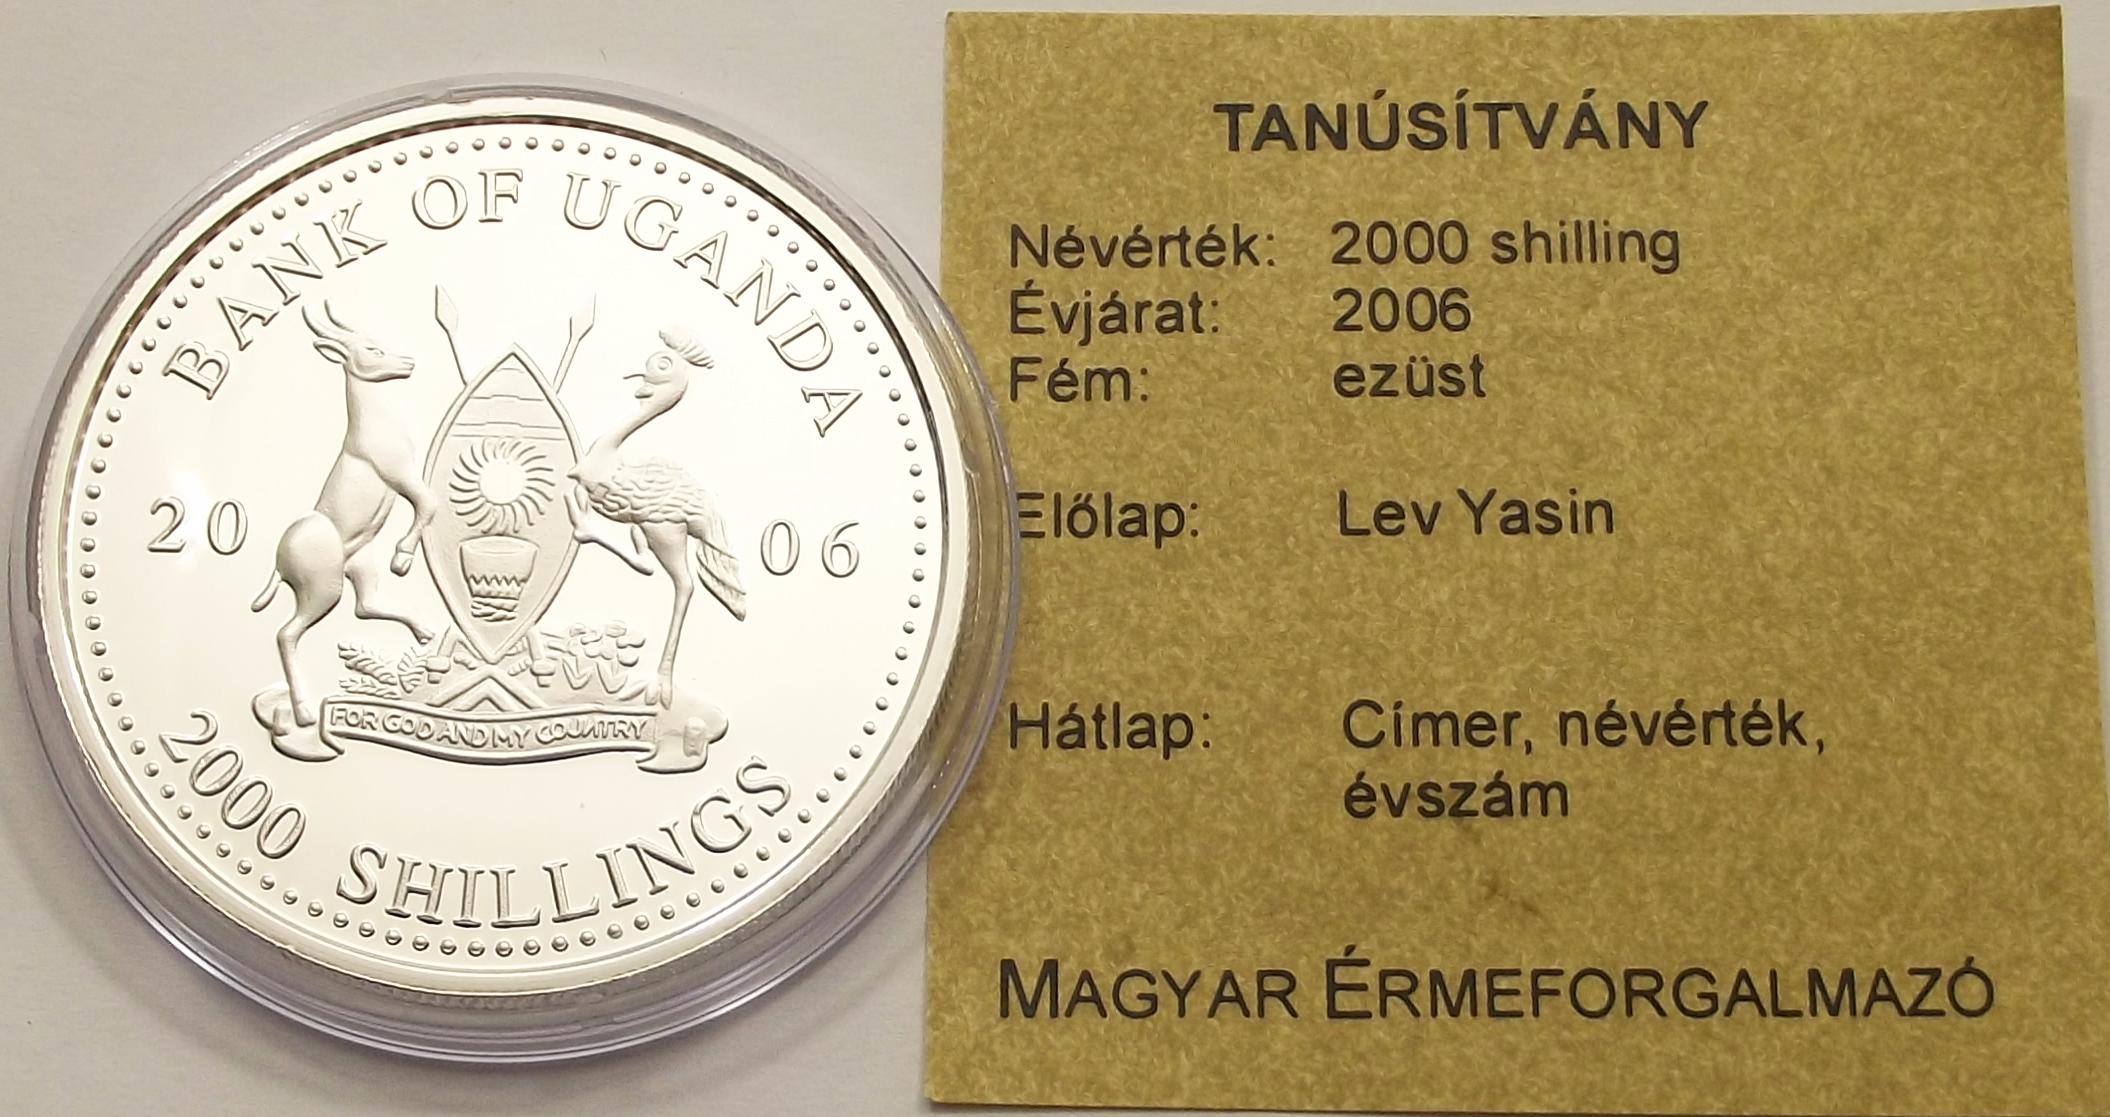 BANK OF UGANDA
20 06
FOR GOD AND MY COUNTRY
2000 SHILLINGS
TANÚSÍTVÁNY
Névérték: 2000 shilling
Évjárat: 2006
Fém: ezüst
Előlap: Lev Yasin
Hátlap: Címer, névérték,
évszám
MAGYAR ÉRMEFORGALMAZÓ